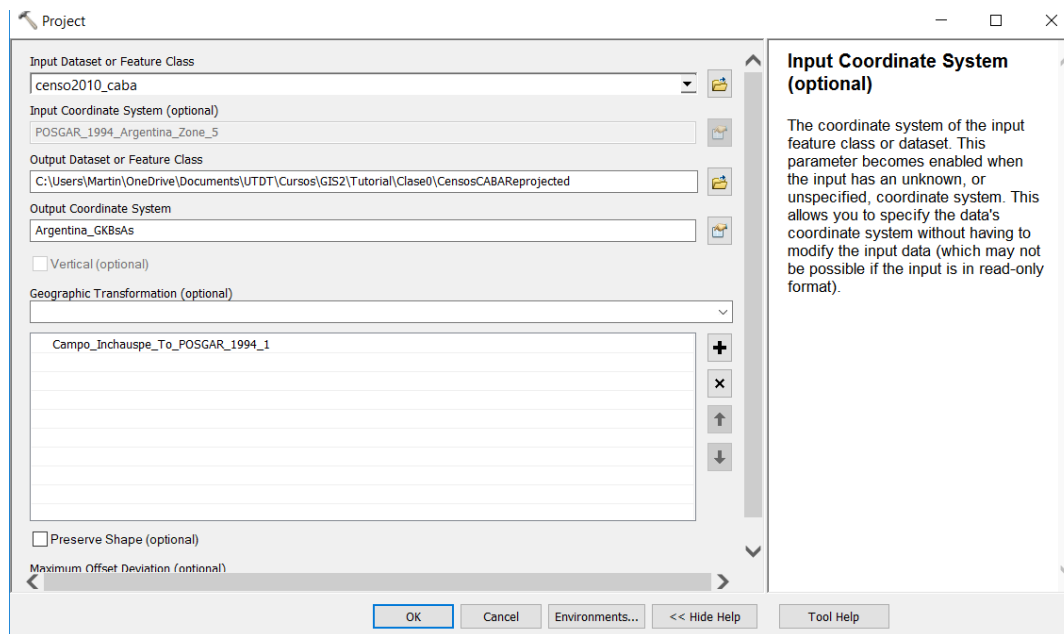 Project
Input Dataset or Feature Class
censo2010_caba
Input Coordinate System (optional)
POSGAR_1994_Argentina_Zone_5
Output Dataset or Feature Class
C:\Users\Martin\OneDrive\Documents\UTDT\Cursos\GIS2\Tutorial\Clase0\CensosCABAReprojected
Output Coordinate System
Argentina_GKBsAs
Vertical (optional)
Geographic Transformation (optional)
Campo_Inchauspe_To_POSGAR_1994_1
Preserve Shape (optional)
Maximum Offset Deviation (optional)
OK
Cancel
Environments...
<< Hide Help
Tool Help
Input Coordinate System
(optional)
The coordinate system of the input
feature class or dataset. This
parameter becomes enabled when
the input has an unknown, or
unspecified, coordinate system. This
allows you to specify the data's
coordinate system without having to
modify the input data (which may not
be possible if the input is in read-only
format).